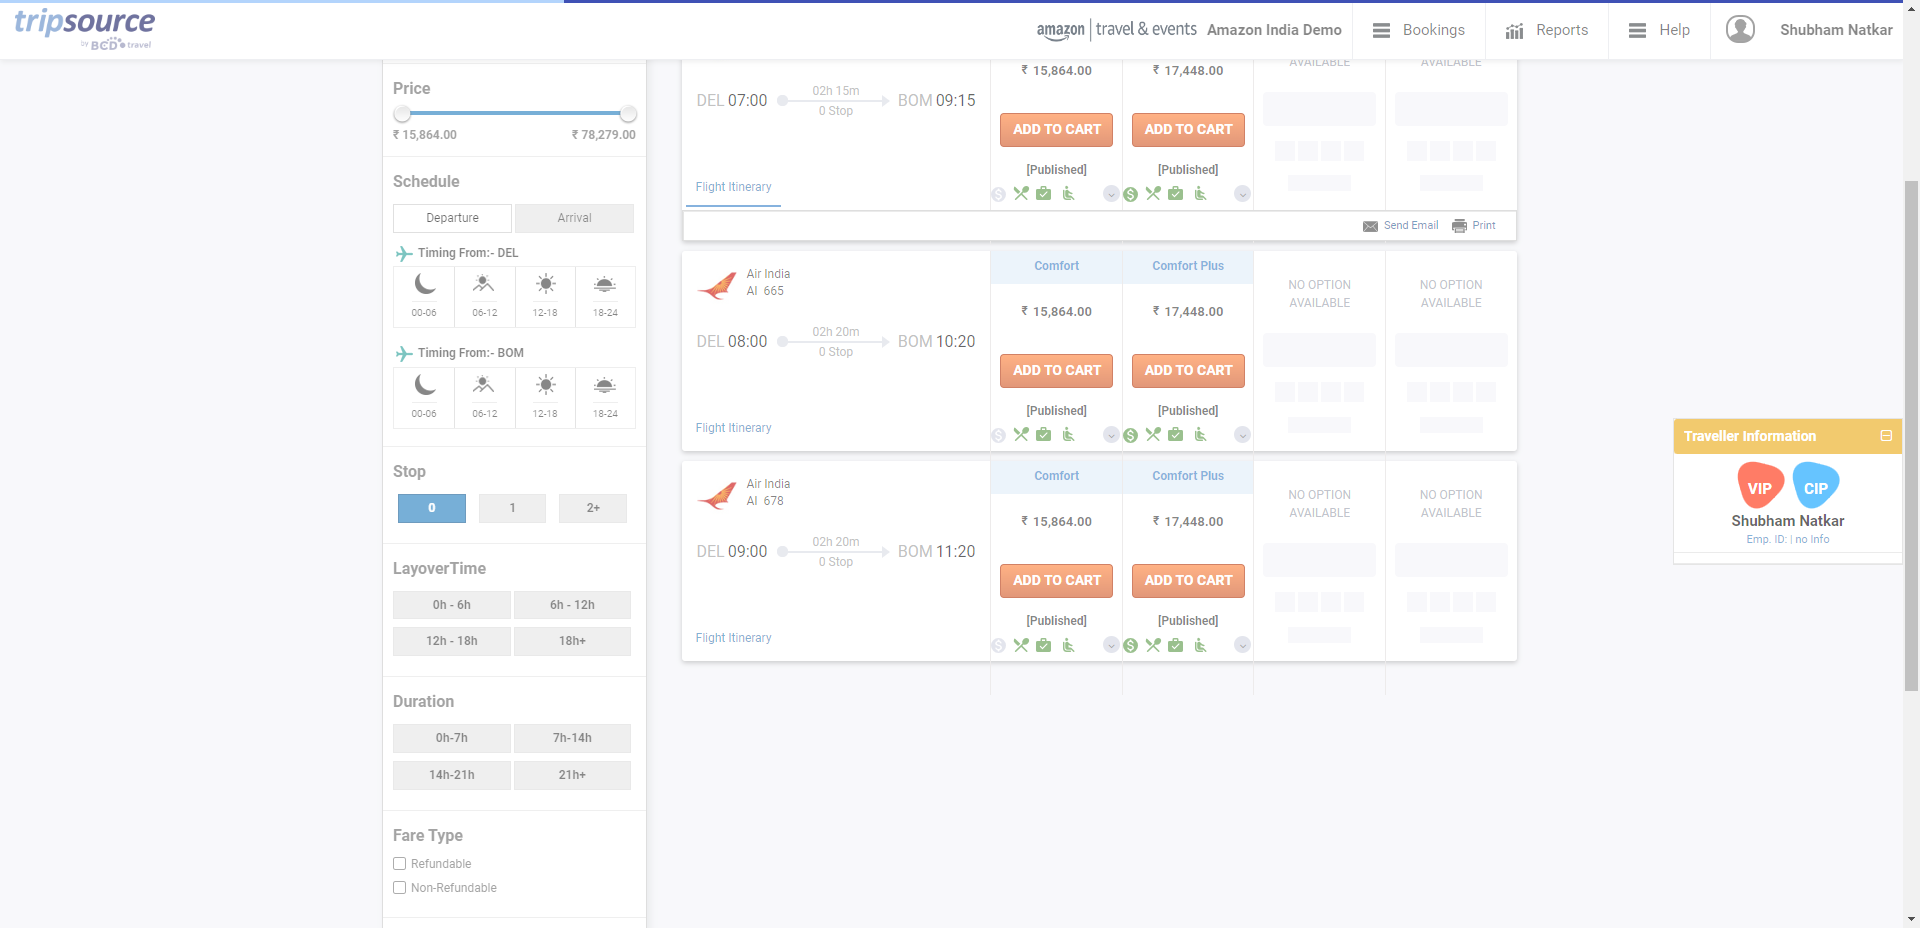 tripsource
by BCD travel
amazon | travel & events Amazon India Demo
Bookings
Reports
Help
Shubham Natkar
Price
₹ 15,864.00 ₹ 78,279.00
Schedule
Departure Arrival
Timing From:- DEL
00-06 06-12 12-18 18-24
Timing From:- BOM
00-06 06-12 12-18 18-24
Stop
0 1 2+
LayoverTime
0h - 6h 6h - 12h
12h - 18h 18h+
Duration
0h-7h 7h-14h
14h-21h 21h+
Fare Type
Refundable
Non-Refundable
AVAILABLE AVAILABLE
₹ 15,864.00 ₹ 17,448.00
DEL 07:00 02h 15m BOM 09:15
0 Stop
ADD TO CART ADD TO CART
[Published] [Published]
Flight Itinerary
Send Email Print
Air India
AI 665
Comfort Comfort Plus
NO OPTION AVAILABLE NO OPTION AVAILABLE
₹ 15,864.00 ₹ 17,448.00
DEL 08:00 02h 20m BOM 10:20
0 Stop
ADD TO CART ADD TO CART
[Published] [Published]
Flight Itinerary
Air India
AI 678
Comfort Comfort Plus
NO OPTION AVAILABLE NO OPTION AVAILABLE
₹ 15,864.00 ₹ 17,448.00
DEL 09:00 02h 20m BOM 11:20
0 Stop
ADD TO CART ADD TO CART
[Published] [Published]
Flight Itinerary
Traveller Information
VIP CIP
Shubham Natkar
Emp. ID: | no Info